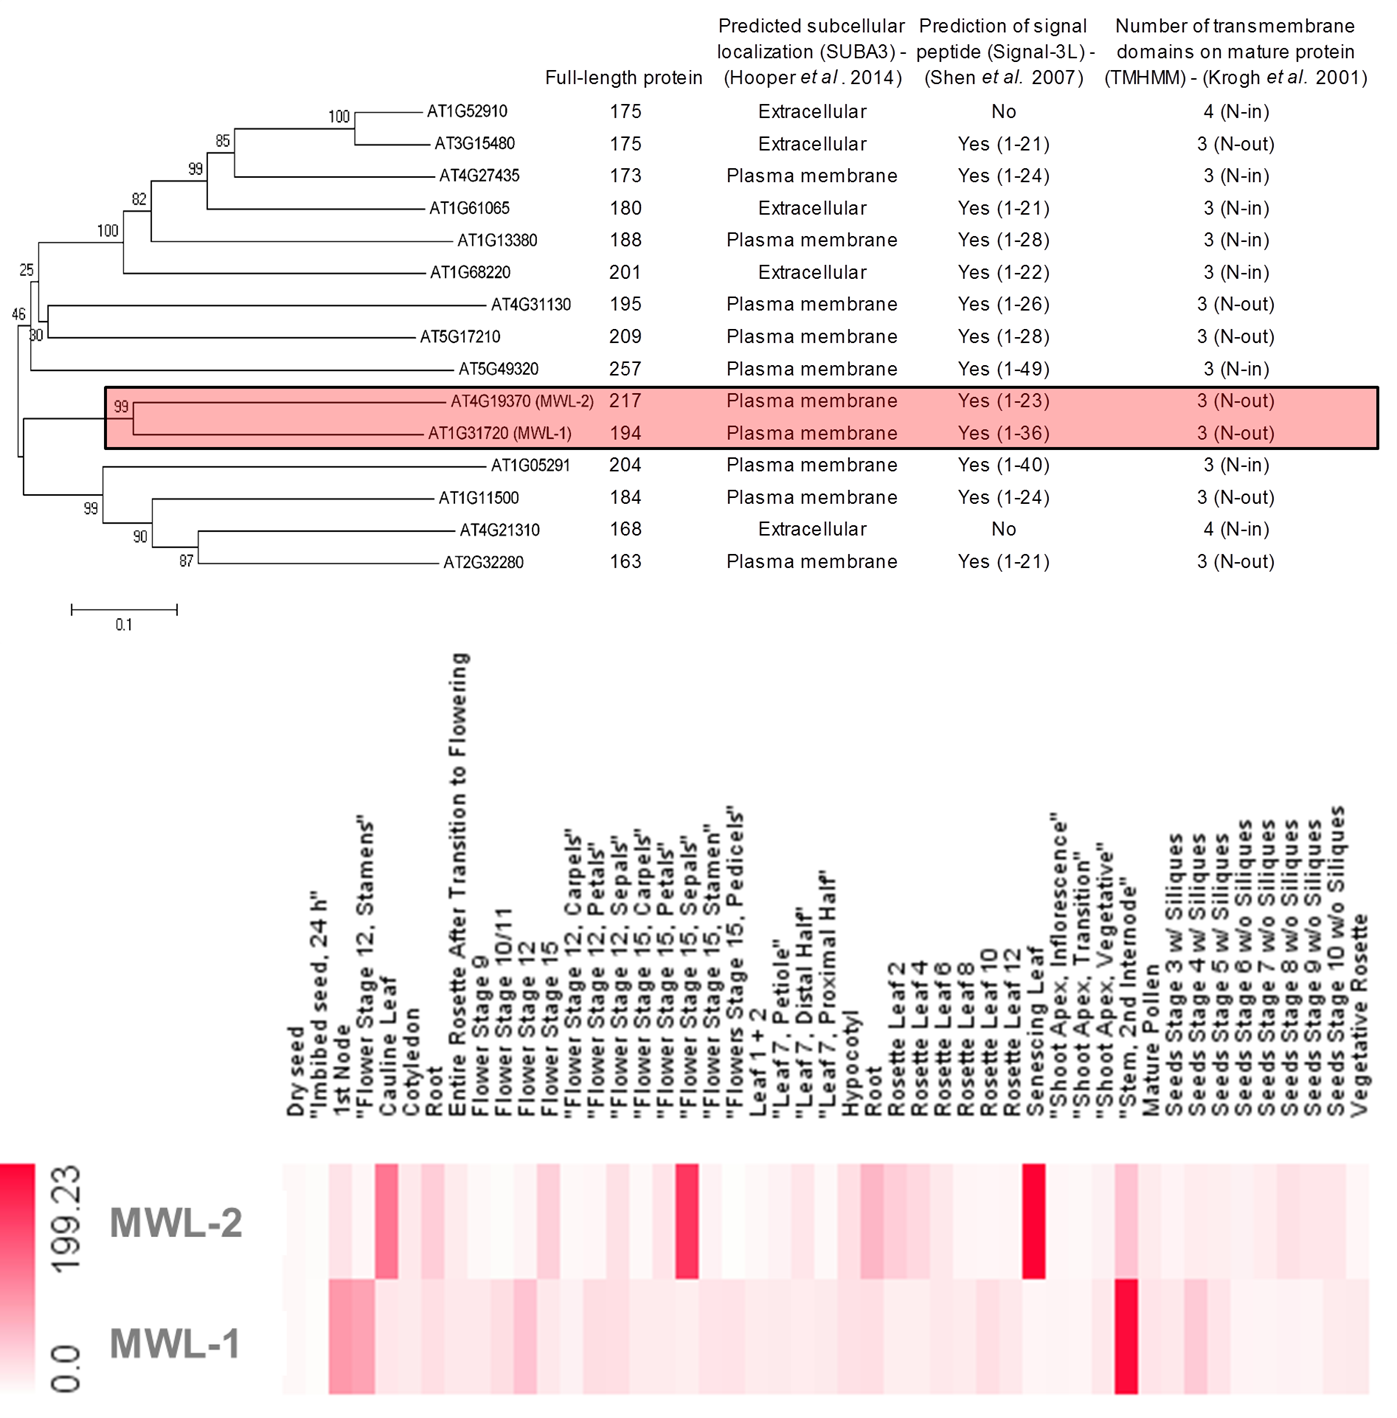 Predicted subcellular localization (SUBA3) - (Hooper et al. 2014)
Prediction of signal peptide (Signal-3L) - (Shen et al. 2007)
Number of transmembrane domains on mature protein (TMHMM) - (Krogh et al. 2001)
Full-length protein
100 AT1G52910 175 Extracellular No 4 (N-in)
85 AT3G15480 175 Extracellular Yes (1-21) 3 (N-out)
99 AT4G27435 173 Plasma membrane Yes (1-24) 3 (N-in)
82 AT1G61065 180 Extracellular Yes (1-21) 3 (N-in)
100 AT1G13380 188 Plasma membrane Yes (1-28) 3 (N-in)
25 AT1G68220 201 Extracellular Yes (1-22) 3 (N-in)
46 AT4G31130 195 Plasma membrane Yes (1-26) 3 (N-out)
30 AT5G17210 209 Plasma membrane Yes (1-28) 3 (N-out)
AT5G49320 257 Plasma membrane Yes (1-49) 3 (N-in)
99 AT4G19370 (MWL-2) 217 Plasma membrane Yes (1-23) 3 (N-out)
AT1G31720 (MWL-1) 194 Plasma membrane Yes (1-36) 3 (N-out)
AT1G05291 204 Plasma membrane Yes (1-40) 3 (N-in)
99 AT1G11500 184 Plasma membrane Yes (1-24) 3 (N-out)
90 AT4G21310 168 Extracellular No 4 (N-in)
87 AT2G32280 163 Plasma membrane Yes (1-21) 3 (N-out)
0.1
Dry seed
"Imbibed seed, 24 h"
1st Node
"Flower Stage 12, Stamens"
Cauline Leaf
Cotyledon
Root
Entire Rosette After Transition to Flowering
Flower Stage 9
Flower Stage 10/11
Flower Stage 12
Flower Stage 15
"Flower Stage 12, Carpels"
"Flower Stage 12, Petals"
"Flower Stage 12, Sepals"
"Flower Stage 15, Carpels"
"Flower Stage 15, Petals"
"Flower Stage 15, Sepals"
"Flower Stage 15, Stamen"
"Flowers Stage 15, Pedicels"
Leaf 1 + 2
"Leaf 7, Petiole"
"Leaf 7, Distal Half"
"Leaf 7, Proximal Half"
Hypocotyl
Root
Rosette Leaf 2
Rosette Leaf 4
Rosette Leaf 6
Rosette Leaf 8
Rosette Leaf 10
Rosette Leaf 12
Senescing Leaf
"Shoot Apex, Inflorescence"
"Shoot Apex, Transition"
"Shoot Apex, Vegetative"
"Stem, 2nd Internode"
Mature Pollen
Seeds Stage 3 w/ Siliques
Seeds Stage 4 w/ Siliques
Seeds Stage 5 w/ Siliques
Seeds Stage 6 w/o Siliques
Seeds Stage 7 w/o Siliques
Seeds Stage 8 w/o Siliques
Seeds Stage 9 w/o Siliques
Seeds Stage 10 w/o Siliques
Vegetative Rosette
199.23
0.0
MWL-2
MWL-1